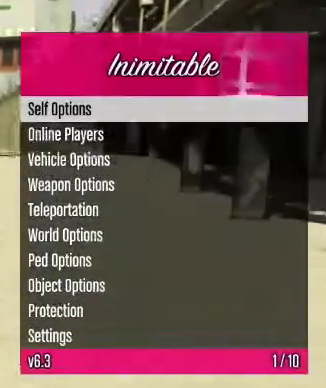 Inimitable
Self Options
Online Players
Vehicle Options
Weapon Options
Teleportation
World Options
Ped Options
Object Options
Protection
Settings
v6.3 1/10